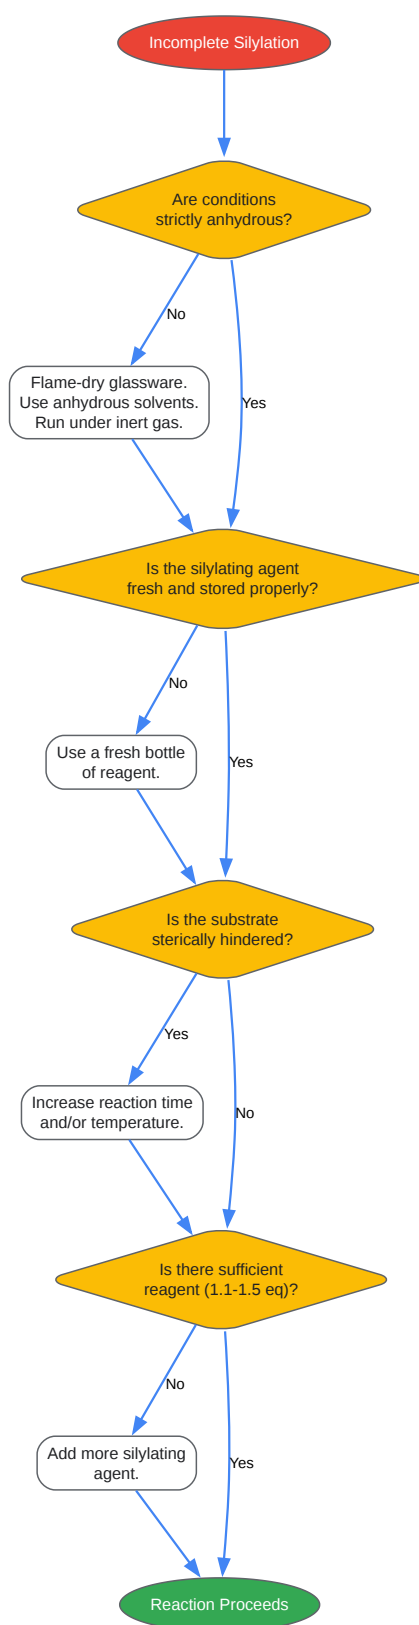 Incomplete Silylation
Are conditions
strictly anhydrous?
No
Flame-dry glassware.
Use anhydrous solvents.
Run under inert gas.
Yes
Is the silylating agent
fresh and stored properly?
No
Use a fresh bottle
of reagent.
Yes
Is the substrate
sterically hindered?
Yes
Increase reaction time
and/or temperature.
No
Is there sufficient
reagent (1.1-1.5 eq)?
No
Add more silylating
agent.
Yes
Reaction Proceeds